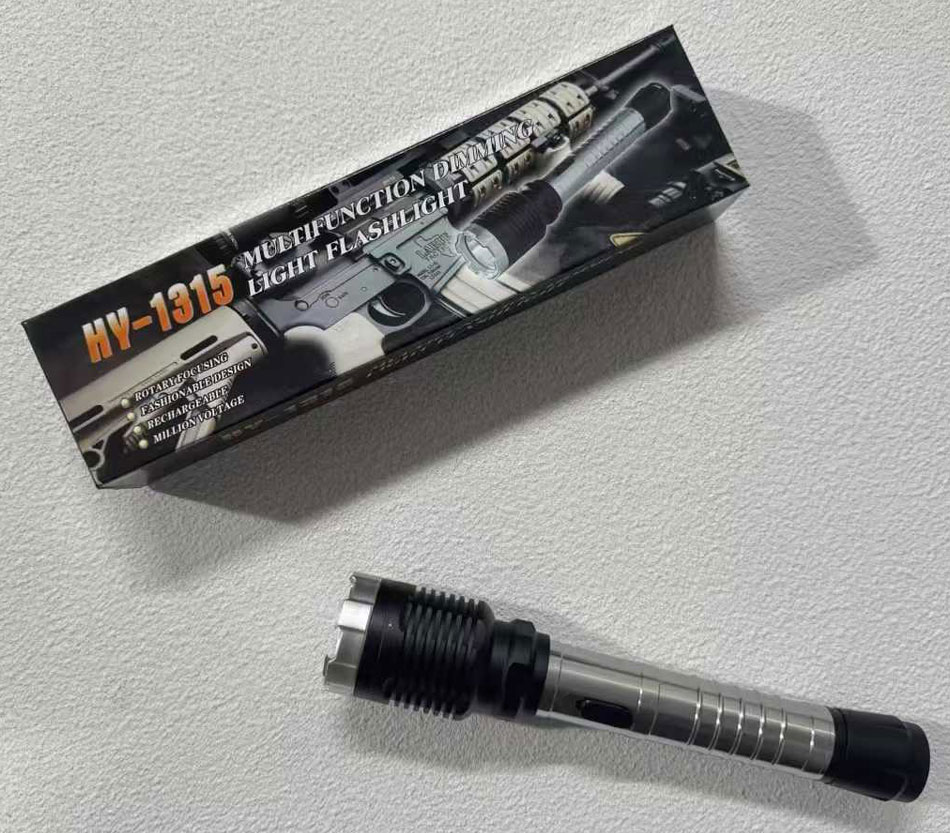 HY-1315
MULTIFUNCTION DIMMING
LIGHT FLASHLIGHT
ROTARY FOCUSING
FASHIONABLE DESIGN
RECHARGEABLE
MILLION VOLTAGE